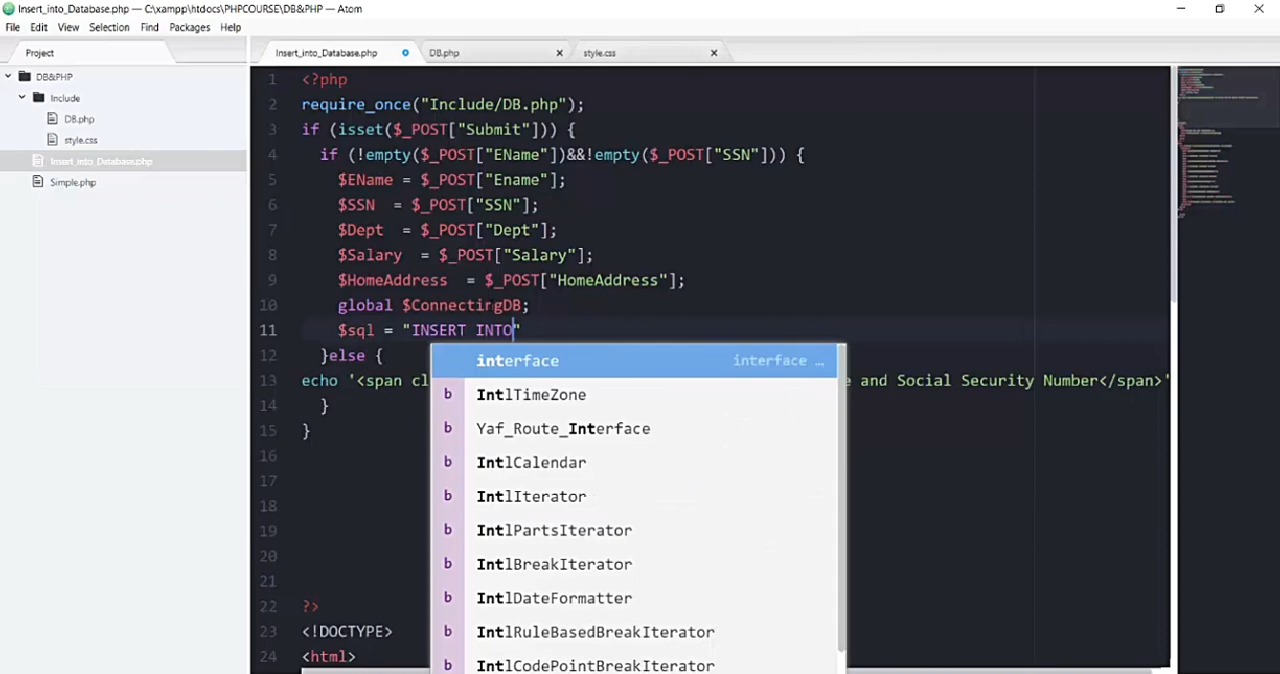 Insert_into_Database.php — C:\xampp\htdocs\PHPCOURSE\DB&PHP — Atom
File Edit View Selection Find Packages Help
Project
Insert_into_Database.php
DB.php
style.css
DB&PHP
Include
DB.php
style.css
Insert_into_Database.php
Simple.php
1 <?php
2 require_once("Include/DB.php");
3 if (isset($_POST["Submit"])) {
4 if (!empty($_POST["EName"])&&!empty($_POST["SSN"])) {
5 $EName = $_POST["Ename"];
6 $SSN = $_POST["SSN"];
7 $Dept = $_POST["Dept"];
8 $Salary = $_POST["Salary"];
9 $HomeAddress = $_POST["HomeAddress"];
10 global $ConnectingDB;
11 $sql = "INSERT INTO"
12 }else {
13 echo '<span cl e and Social Security Number</span>'
14 }
15 }
16
17
18
19
20
21
22 ?>
23 <!DOCTYPE>
24 <html>
interface interface …
b IntlTimeZone
b Yaf_Route_Interface
b IntlCalendar
b IntlIterator
b IntlPartsIterator
b IntlBreakIterator
b IntlDateFormatter
b IntlRuleBasedBreakIterator
b IntlCodePointBreakIterator